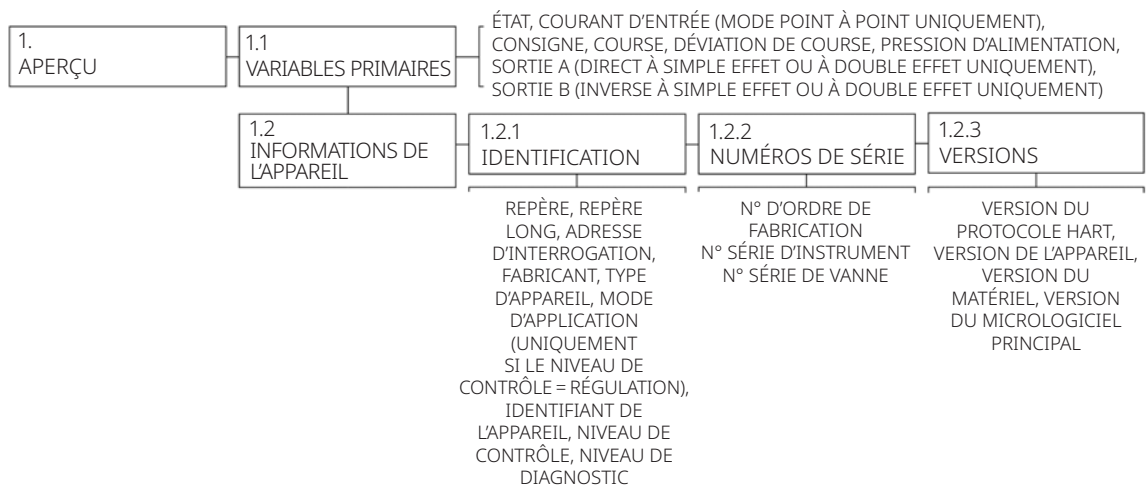 1.
APERÇU
1.1
VARIABLES PRIMAIRES
ÉTAT, COURANT D'ENTRÉE (MODE POINT À POINT UNIQUEMENT),
CONSIGNE, COURSE, DÉVIATION DE COURSE, PRESSION D'ALIMENTATION,
SORTIE A (DIRECT À SIMPLE EFFET OU À DOUBLE EFFET UNIQUEMENT),
SORTIE B (INVERSE À SIMPLE EFFET OU À DOUBLE EFFET UNIQUEMENT)
1.2
INFORMATIONS DE
L'APPAREIL
1.2.1
IDENTIFICATION
1.2.2
NUMÉROS DE SÉRIE
1.2.3
VERSIONS
REPÈRE, REPÈRE
LONG, ADRESSE
D'INTERROGATION,
FABRICANT, TYPE
D'APPAREIL, MODE
D'APPLICATION
(UNIQUEMENT
SI LE NIVEAU DE
CONTRÔLE = RÉGULATION),
IDENTIFIANT DE
L'APPAREIL, NIVEAU DE
CONTRÔLE, NIVEAU DE
DIAGNOSTIC
N° D'ORDRE DE
FABRICATION
N° SÉRIE D'INSTRUMENT
N° SÉRIE DE VANNE
VERSION DU
PROTOCOLE HART,
VERSION DE L'APPAREIL,
VERSION DU
MATÉRIEL, VERSION
DU MICROLOGICIEL
PRINCIPAL